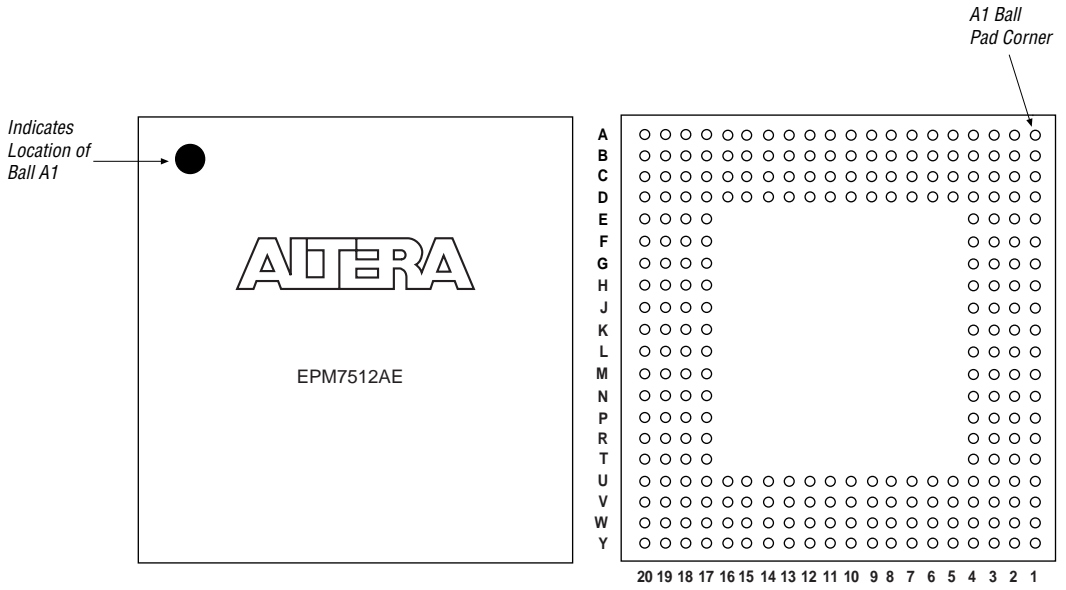 A1 Ball
Pad Corner
Indicates
Location of
Ball A1
ALTERA
EPM7512AE
A
B
C
D
E
F
G
H
J
K
L
M
N
P
R
T
U
V
W
Y
20 19 18 17 16 15 14 13 12 11 10 9 8 7 6 5 4 3 2 1